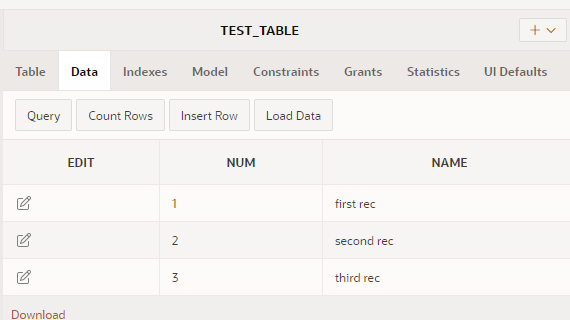 TEST_TABLE
Table Data Indexes Model Constraints Grants Statistics UI Defaults
Query Count Rows Insert Row Load Data
EDIT NUM NAME
1 first rec
2 second rec
3 third rec
Download